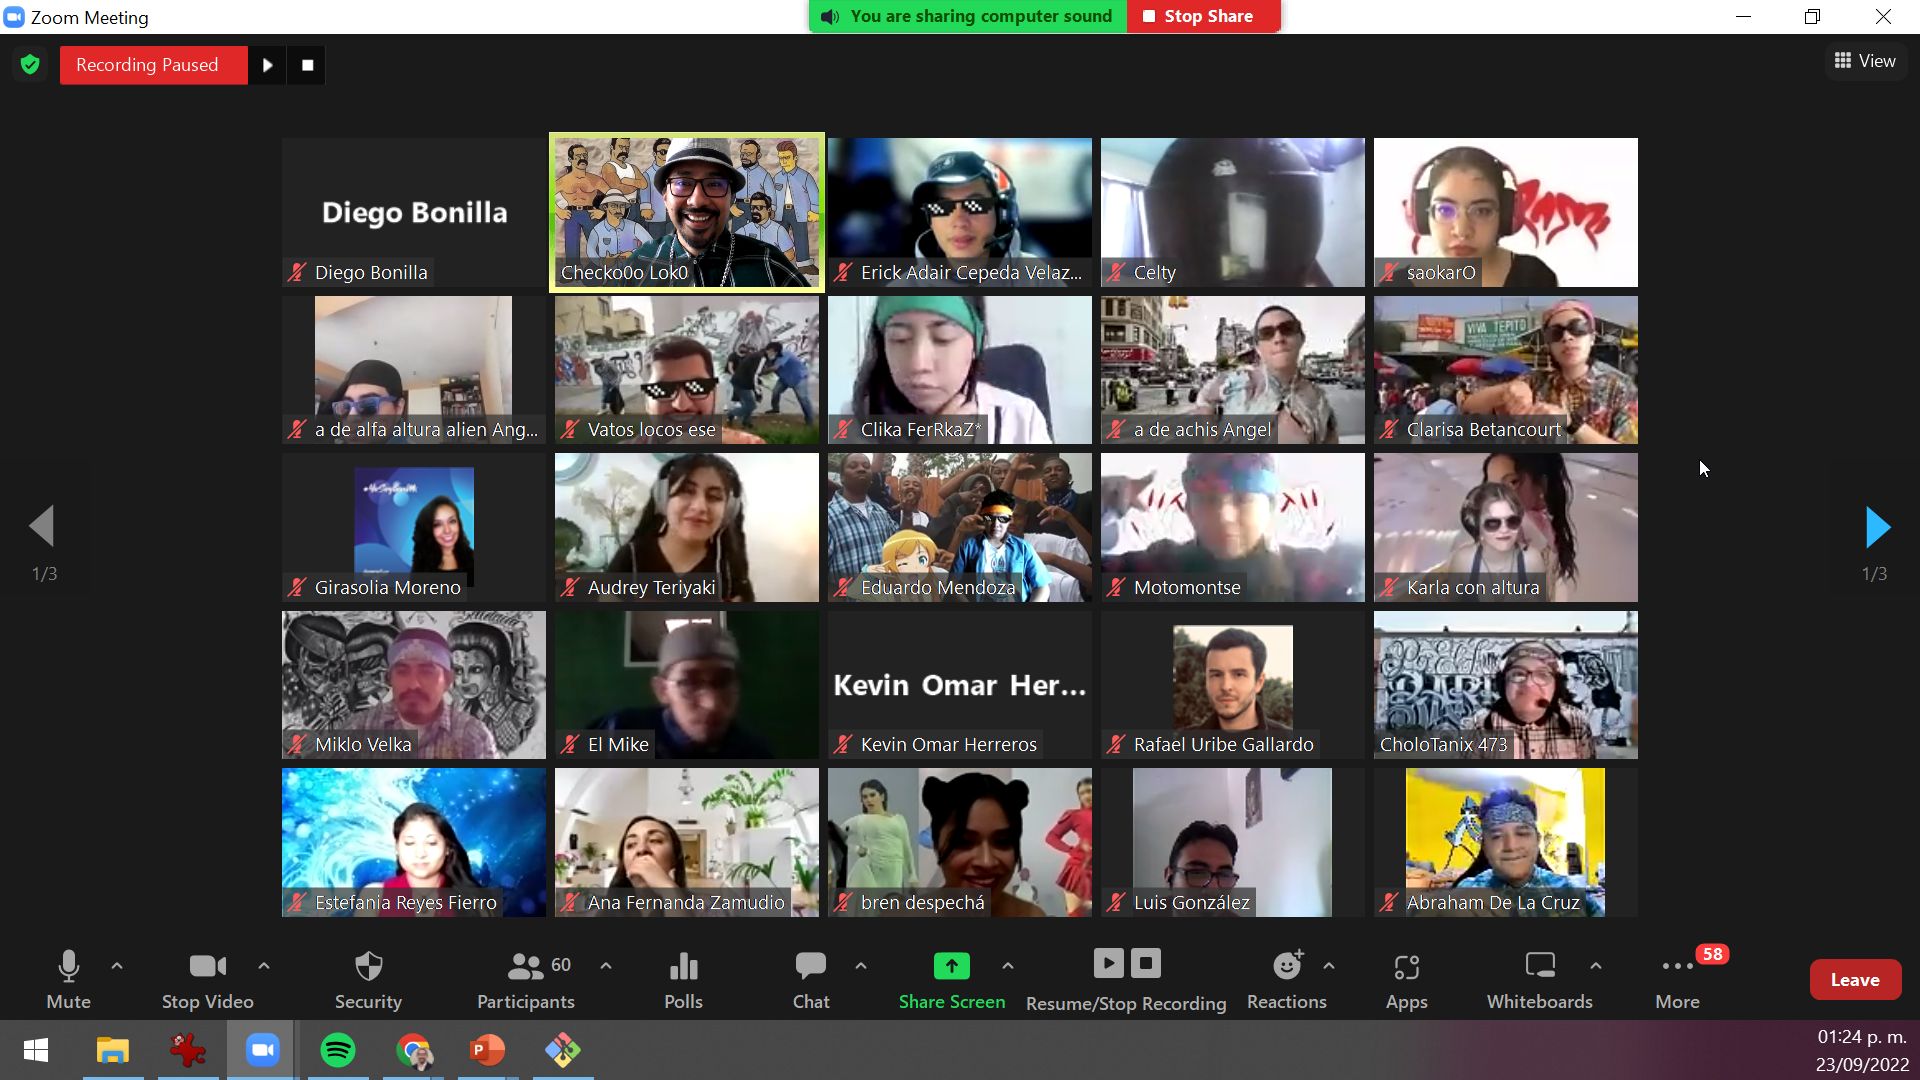 Zoom Meeting
You are sharing computer sound
Stop Share
Recording Paused
View
Diego Bonilla
Diego Bonilla
Checko0o Lok0
Erick Adair Cepeda Velaz...
Celty
saokarO
a de alfa altura alien Ang...
Vatos locos ese
Clika FerRkaZ*
a de achis Angel
VIVA TEPITO
Clarisa Betancourt
Girasolia Moreno
Audrey Teriyaki
Eduardo Mendoza
Motomontse
Karla con altura
1/3
1/3
Miklo Velka
El Mike
Kevin Omar Her...
Kevin Omar Herreros
Rafael Uribe Gallardo
CholoTanix 473
Estefania Reyes Fierro
Ana Fernanda Zamudio
bren despechá
Luis González
Abraham De La Cruz
60
58
Mute
Stop Video
Security
Participants
Polls
Chat
Share Screen
Resume/Stop Recording
Reactions
Apps
Whiteboards
More
Leave
01:24 p. m.
23/09/2022